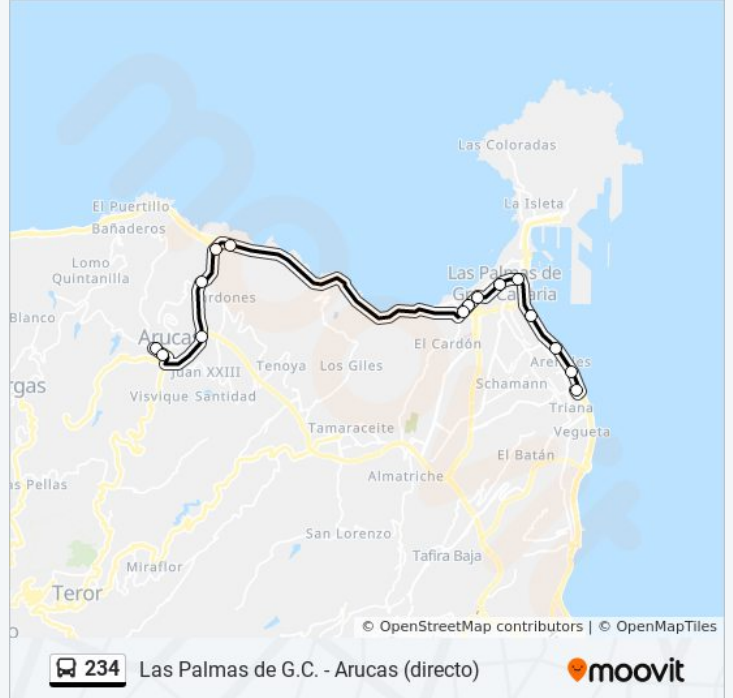 Las Coloradas
La Isleta
El Puertillo
Bañaderos
Lomo
Quintanilla
Las Palmas de
Gran Canaria
Cardones
Blanco
Arucas
El Cardón
Juan XXIII
Tenoya
Los Giles
Arenales
rgas
Schamann
Visvique
Santidad
Triana
Tamaraceite
Vegueta
El Batán
Almatriche
as Pellas
San Lorenzo
Tafira Baja
Miraflor
Teror
o
© OpenStreetMap contributors | © OpenMapTiles
234 Las Palmas de G.C. - Arucas (directo)
moovit